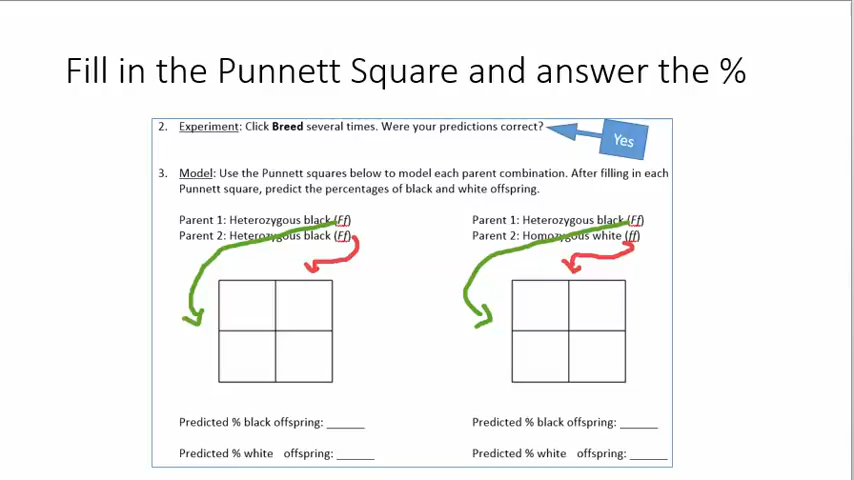 Fill in the Punnett Square and answer the %
2. Experiment: Click Breed several times. Were your predictions correct?
Yes
3. Model: Use the Punnett squares below to model each parent combination. After filling in each
Punnett square, predict the percentages of black and white offspring.
Parent 1: Heterozygous black (Ff)
Parent 2: Heterozygous black (Ff)
Parent 1: Heterozygous black (Ff)
Parent 2: Homozygous white (ff)
Predicted % black offspring: ______
Predicted % white offspring: ______
Predicted % black offspring: ______
Predicted % white offspring: ______